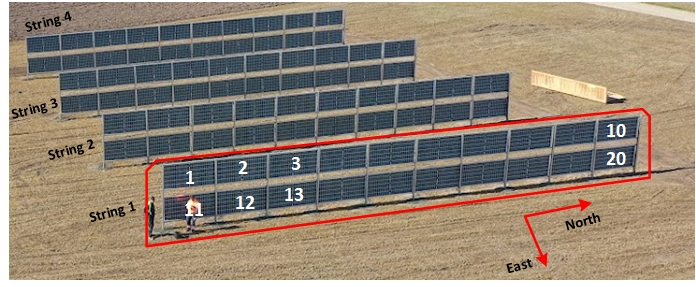 String 4
String 3
String 2
String 1
1 2 3 10
11 12 13 20
North
East